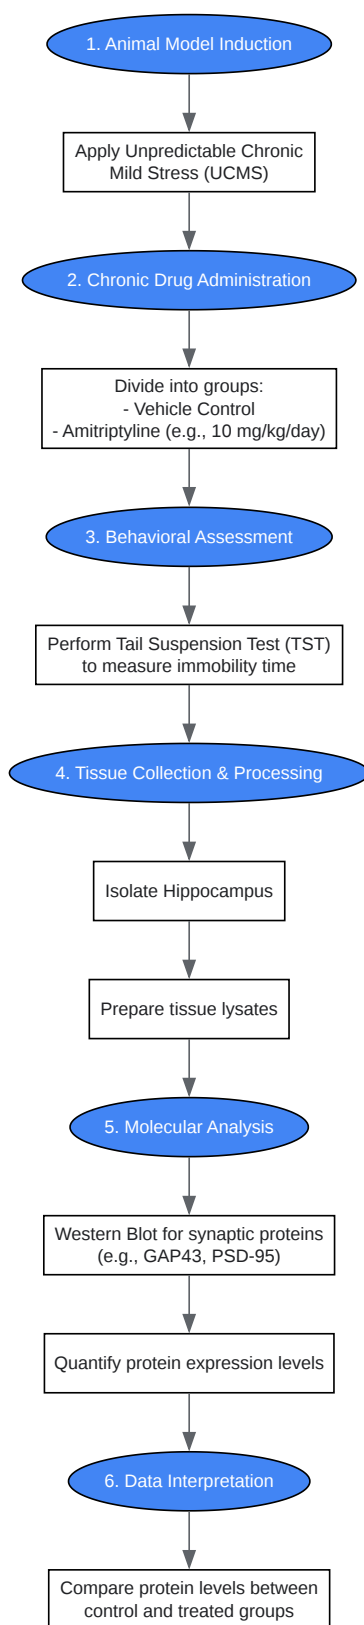 1. Animal Model Induction
Apply Unpredictable Chronic
Mild Stress (UCMS)
2. Chronic Drug Administration
Divide into groups:
- Vehicle Control
- Amitriptyline (e.g., 10 mg/kg/day)
3. Behavioral Assessment
Perform Tail Suspension Test (TST)
to measure immobility time
4. Tissue Collection & Processing
Isolate Hippocampus
Prepare tissue lysates
5. Molecular Analysis
Western Blot for synaptic proteins
(e.g., GAP43, PSD-95)
Quantify protein expression levels
6. Data Interpretation
Compare protein levels between
control and treated groups